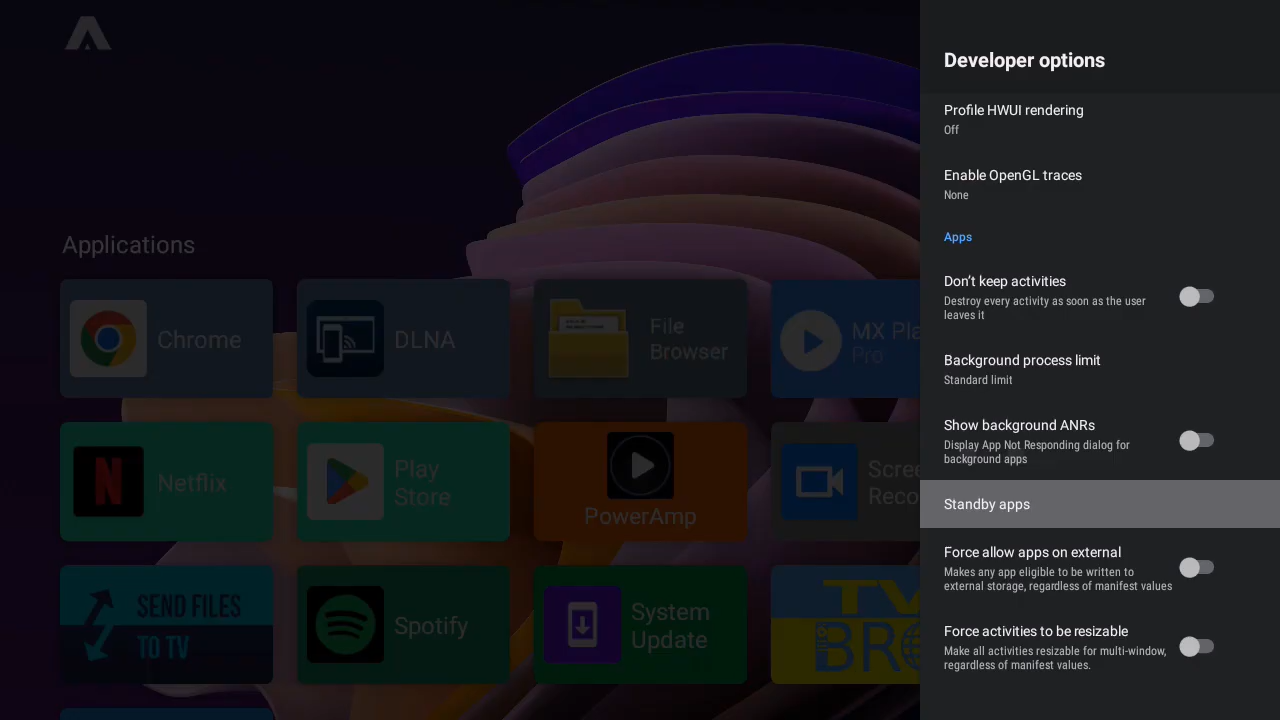 Developer options
Profile HWUI rendering
Off
Enable OpenGL traces
None
Apps
Don’t keep activities
Destroy every activity as soon as the user
leaves it
Background process limit
Standard limit
Show background ANRs
Display App Not Responding dialog for
background apps
Standby apps
Force allow apps on external
Makes any app eligible to be written to
external storage, regardless of manifest values
Force activities to be resizable
Make all activities resizable for multi-window,
regardless of manifest values.
Applications
Chrome
DLNA
File
Browser
MX Pla
Pro
Netflix
Play
Store
PowerAmp
Scree
Reco
SEND FILES
TO TV
Spotify
System
Update
TV
BRO